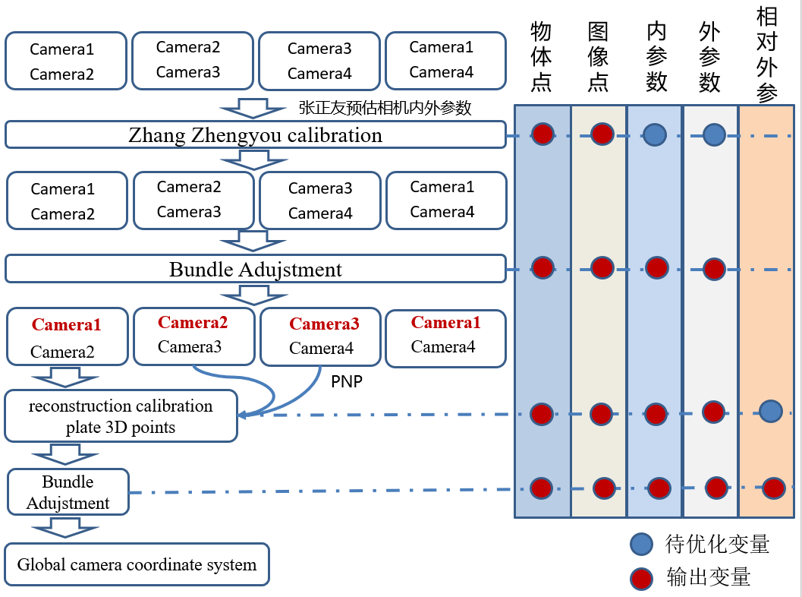 Camera1
Camera2
Camera2
Camera3
Camera3
Camera4
Camera1
Camera4
物体点
图像点
内参数
外参数
相对外参
张正友预估相机内外参数
Zhang Zhengyou calibration
Camera1
Camera2
Camera2
Camera3
Camera3
Camera4
Camera1
Camera4
Bundle Adujstment
Camera1
Camera2
Camera2
Camera3
Camera3
Camera4
Camera1
Camera4
PNP
reconstruction calibration
plate 3D points
Bundle
Adujstment
Global camera coordinate system
待优化变量
输出变量